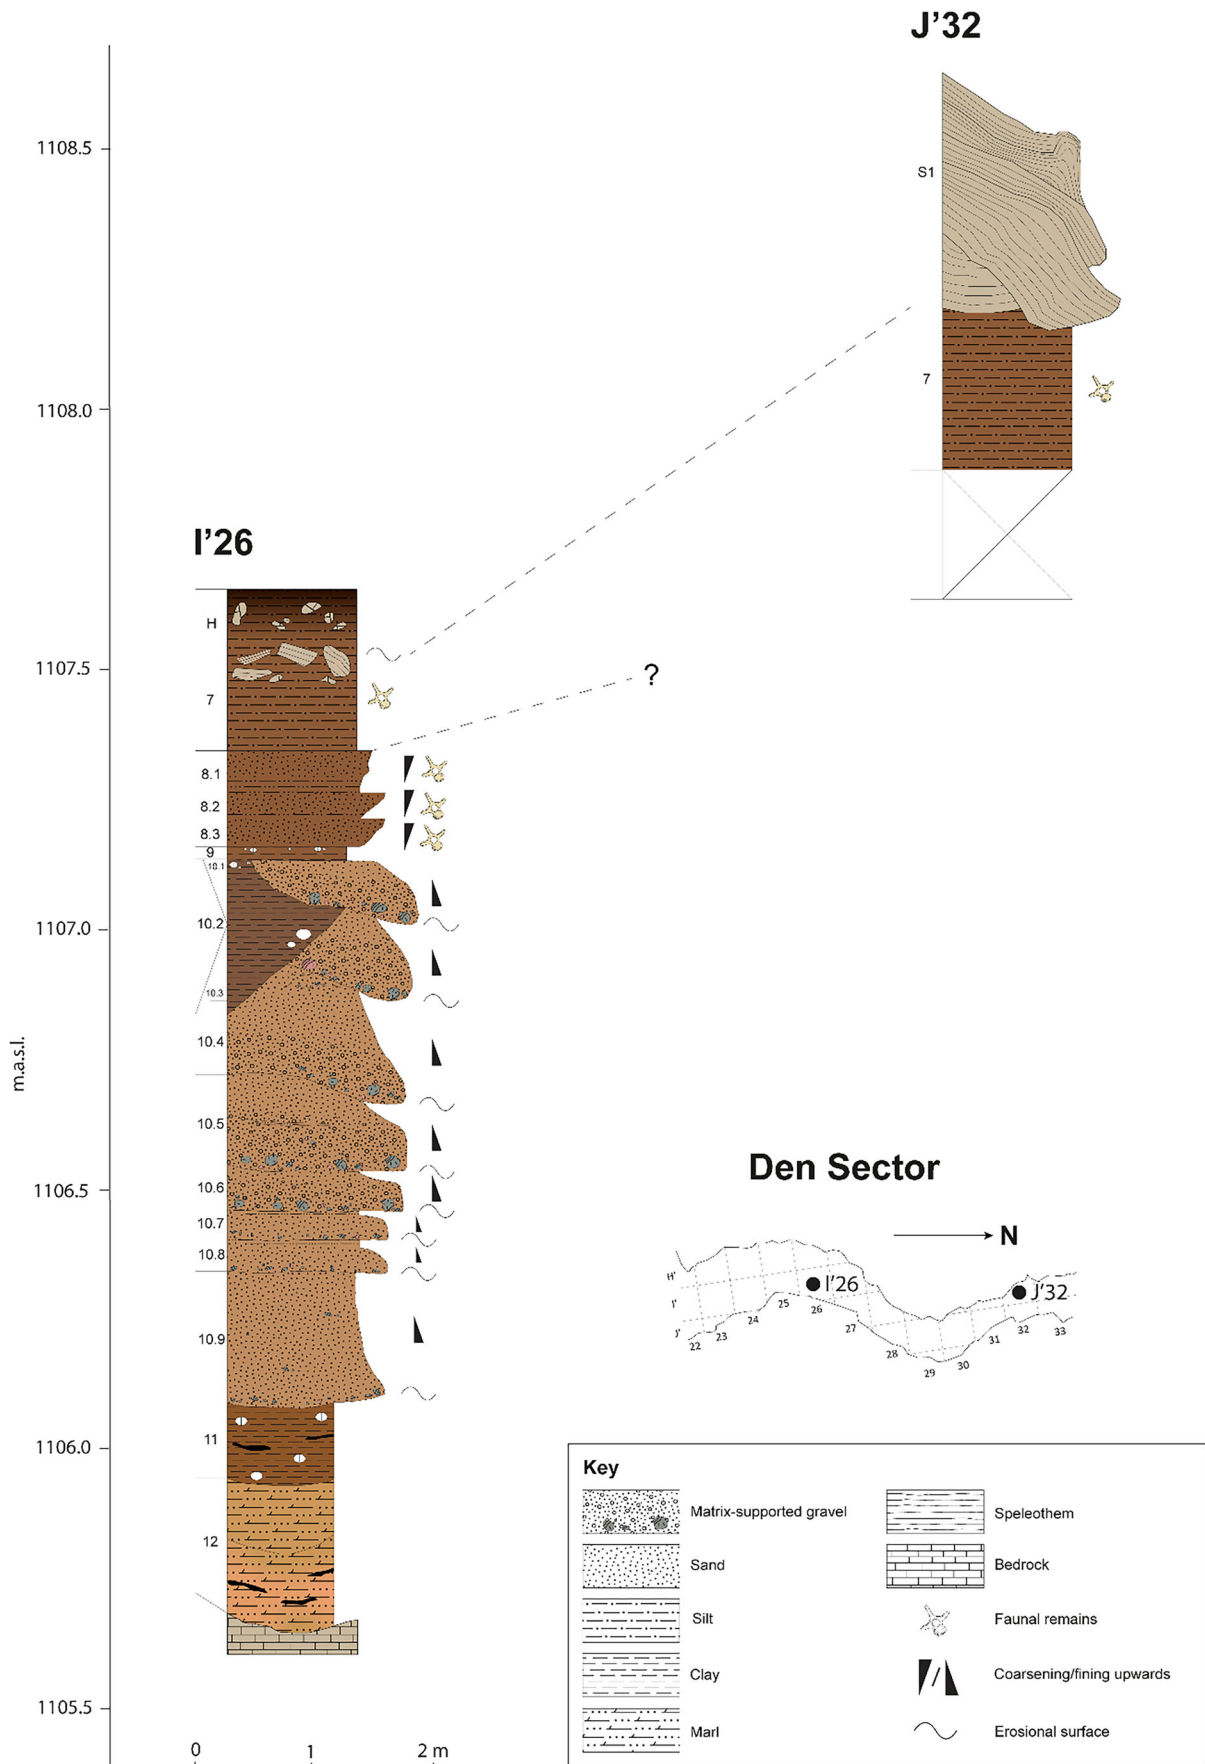 J’32
1108.5
S1
1108.0
7
I’26
H
1107.5
7
?
8.1
8.2
8.3
9
10.1
1107.0
10.2
10.3
10.4
m.a.s.l.
10.5
1106.5
10.6
10.7
10.8
10.9
1106.0
11
12
1105.5
0 1 2 m
Den Sector
N
H'
I'
J'
I’26
J’32
22 23 24 25 26 27 28 29 30 31 32 33
Key
Matrix-supported gravel
Sand
Silt
Clay
Marl
Speleothem
Bedrock
Faunal remains
Coarsening/fining upwards
Erosional surface